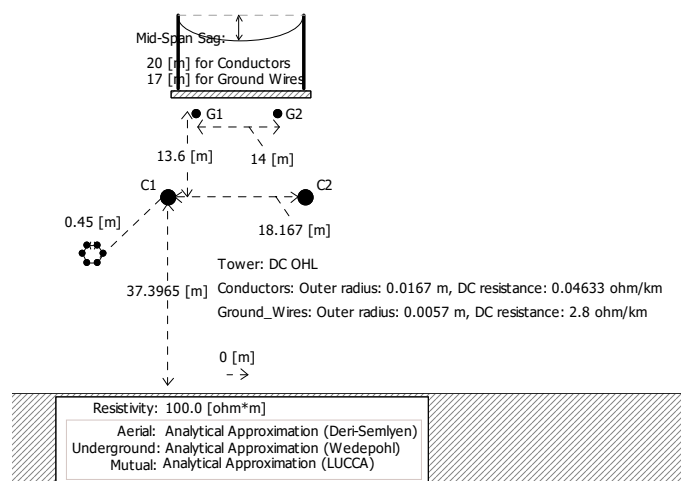 Mid-Span Sag:
20 [m] for Conductors
17 [m] for Ground Wires
G1
G2
13.6 [m]
14 [m]
C1
C2
0.45 [m]
18.167 [m]
Tower: DC OHL
37.3965 [m]
Conductors: Outer radius: 0.0167 m, DC resistance: 0.04633 ohm/km
Ground_Wires: Outer radius: 0.0057 m, DC resistance: 2.8 ohm/km
0 [m]
Resistivity: 100.0 [ohm*m]
Aerial: Analytical Approximation (Deri-Semlyen)
Underground: Analytical Approximation (Wedepohl)
Mutual: Analytical Approximation (LUCCA)